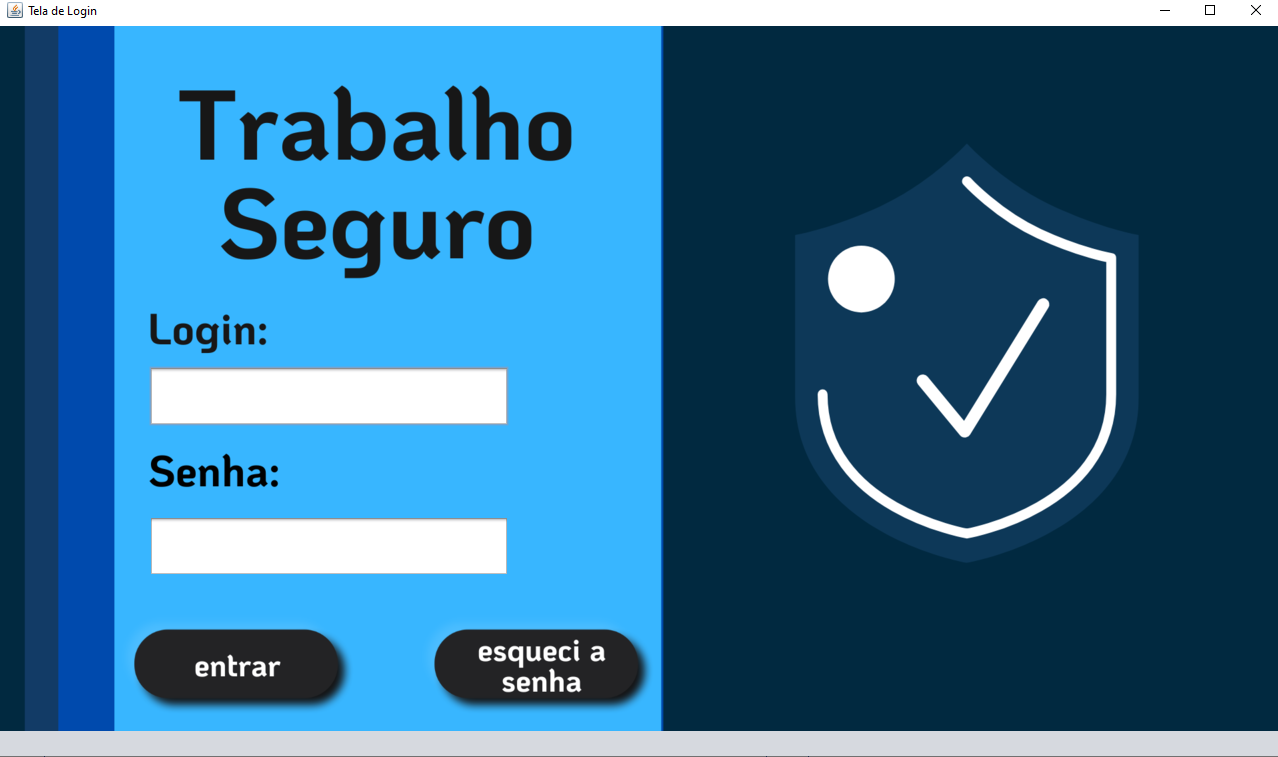 Tela de Login
Trabalho
Seguro
Login:
Senha:
entrar
esqueci a
senha